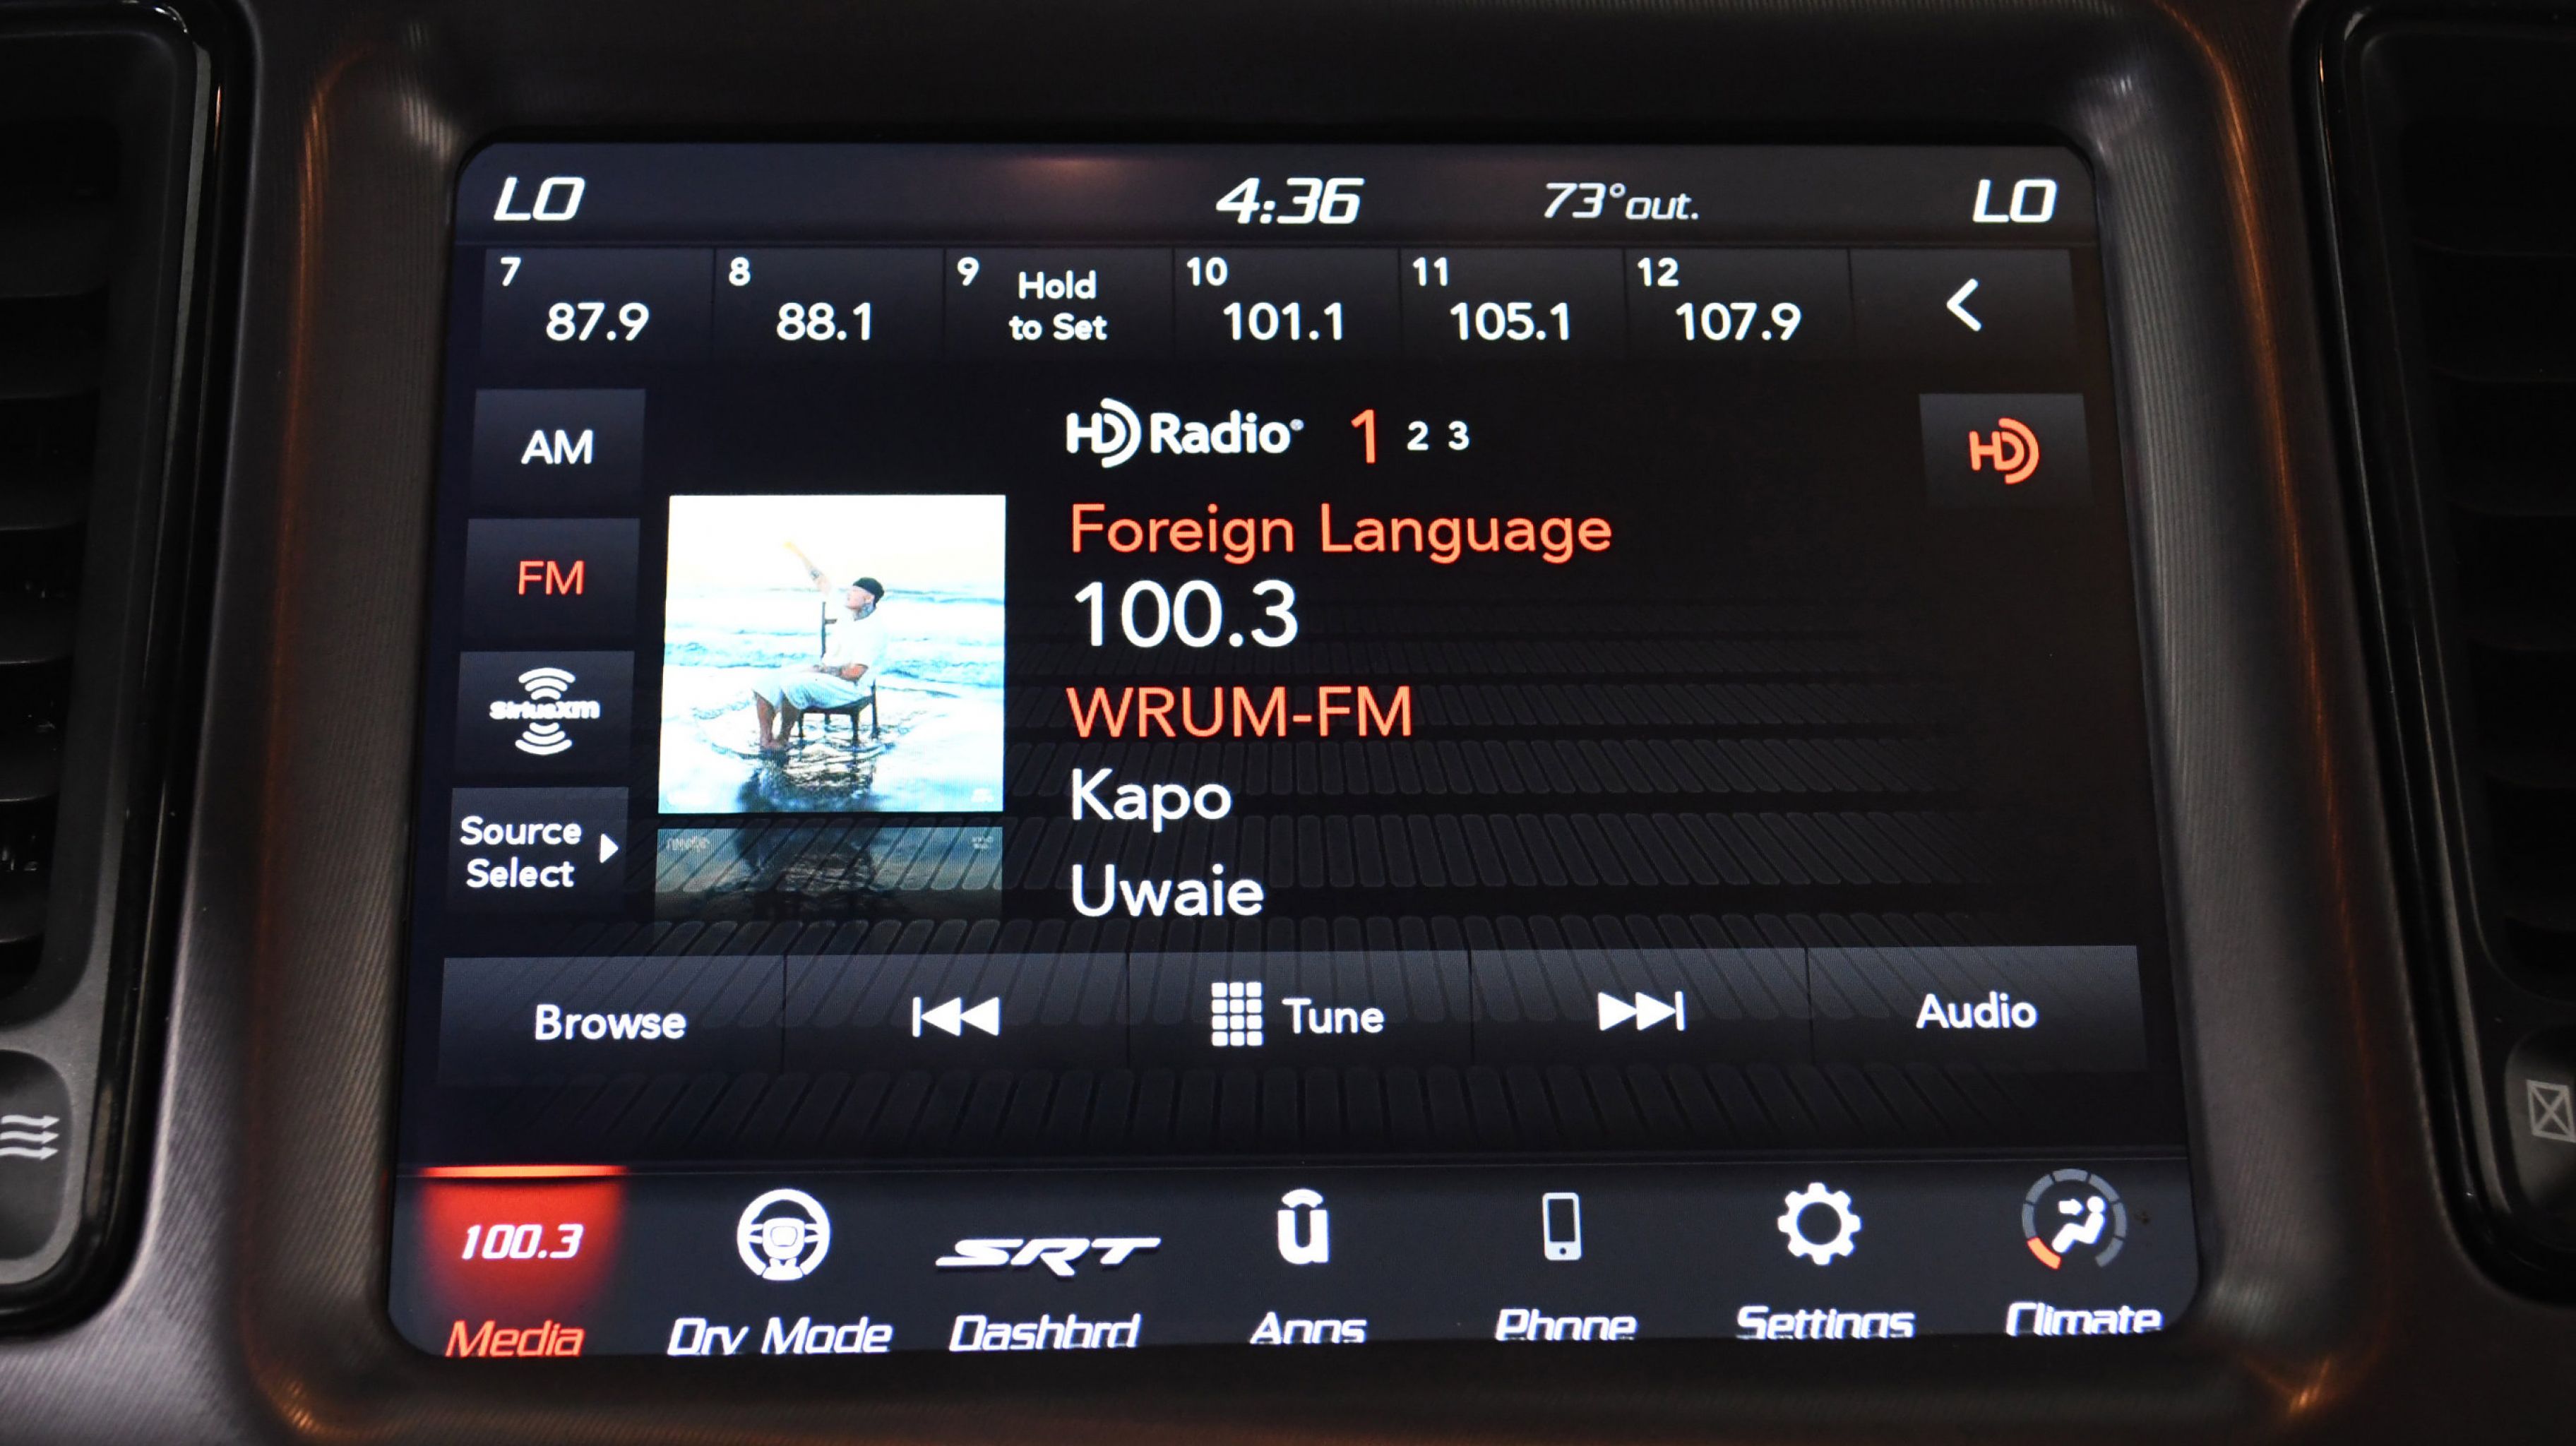 LO 4:36 73°out. LO
7 87.9 8 88.1 9 Hold to Set 10 101.1 11 105.1 12 107.9
AM
FM
SiriusXM
Source
Select
HD Radio® 1 2 3
HD
Foreign Language
100.3
WRUM-FM
Kapo
Uwaie
Browse Tune Audio
100.3 SRT u
Media Drv Mode Dashbrd Apps Phone Settings Climate